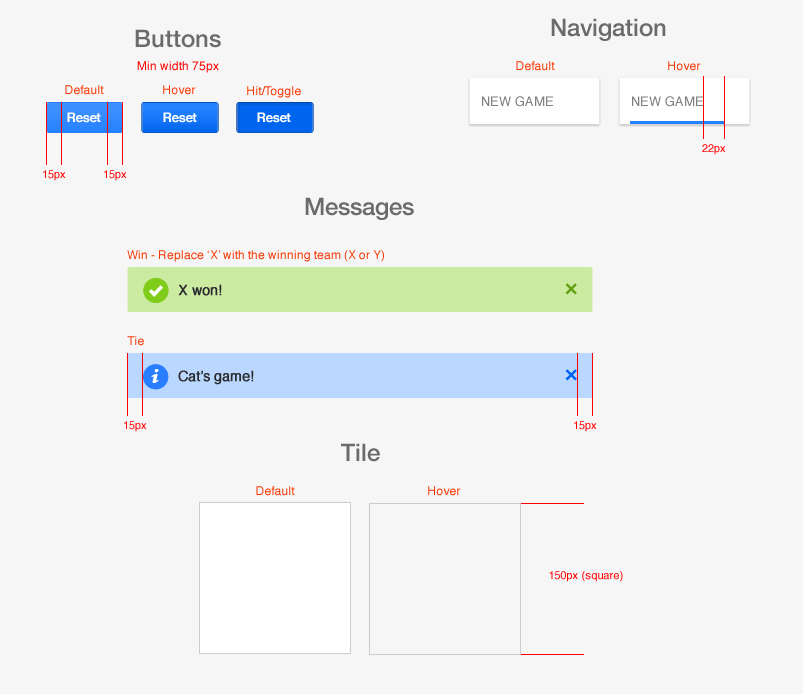 Buttons
Min width 75px
Default
Hover
Hit/Toggle
Reset
Reset
Reset
15px
15px
Navigation
Default
Hover
NEW GAME
NEW GAME
22px
Messages
Win - Replace ‘X’ with the winning team (X or Y)
X won!
Tie
Cat’s game!
15px
15px
Tile
Default
Hover
150px (square)